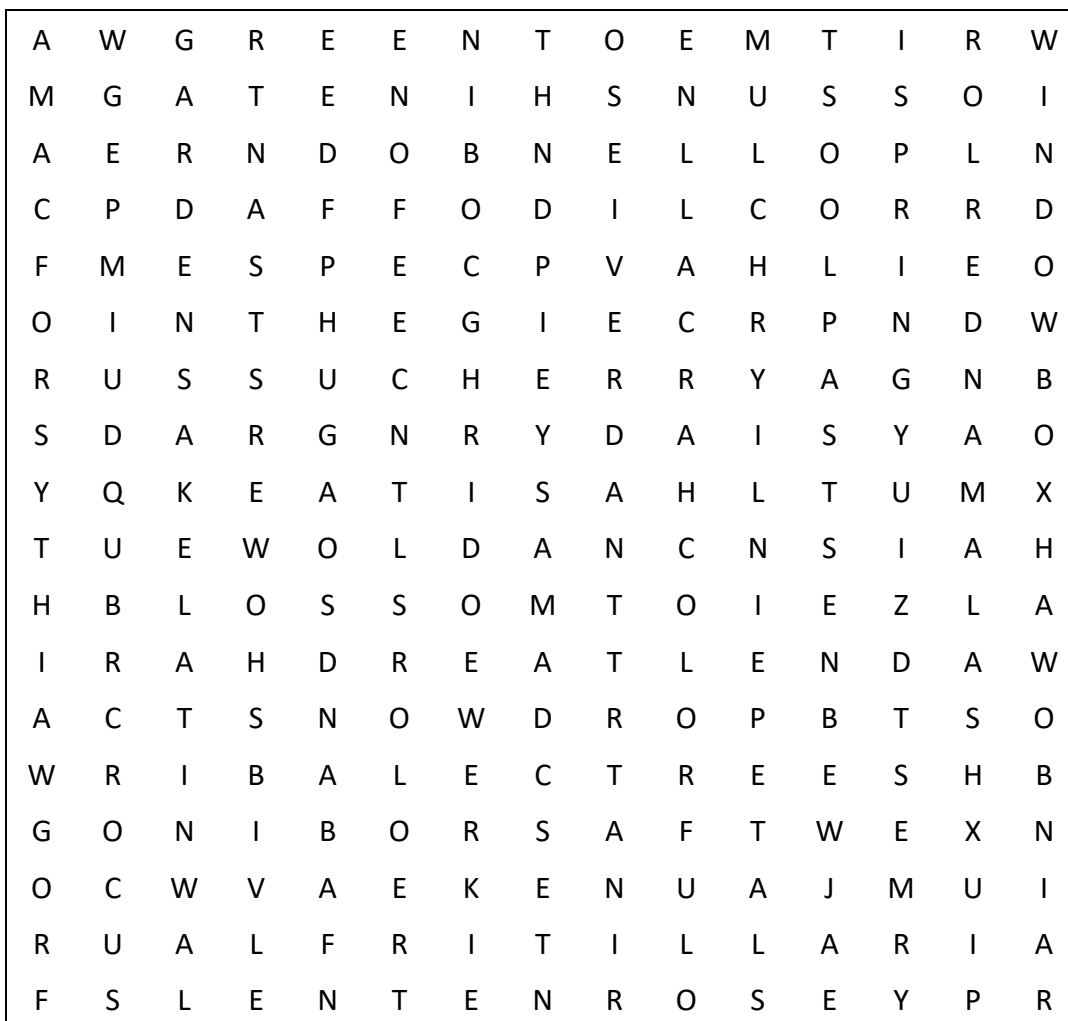 A W G R E E N T O E M T I R W
M G A T E N I H S N U S S O I
A E R N D O B N E L L O P L N
C P D A F F O D I L C O R R D
F M E S P E C P V A H L I E O
O I N T H E G I E C R P N D W
R U S S U C H E R R Y A G N B
S D A R G N R Y D A I S Y A O
Y Q K E A T I S A H L T U M X
T U E W O L D A N C N S I A H
H B L O S S O M T O I E Z L A
I R A H D R E A T L E N D A W
A C T S N O W D R O P B T S O
W R I B A L E C T R E E S H B
G O N I B O R S A F T W E X N
O C W V A E K E N U A J M U I
R U A L F R I T I L L A R I A
F S L E N T E N R O S E Y P R